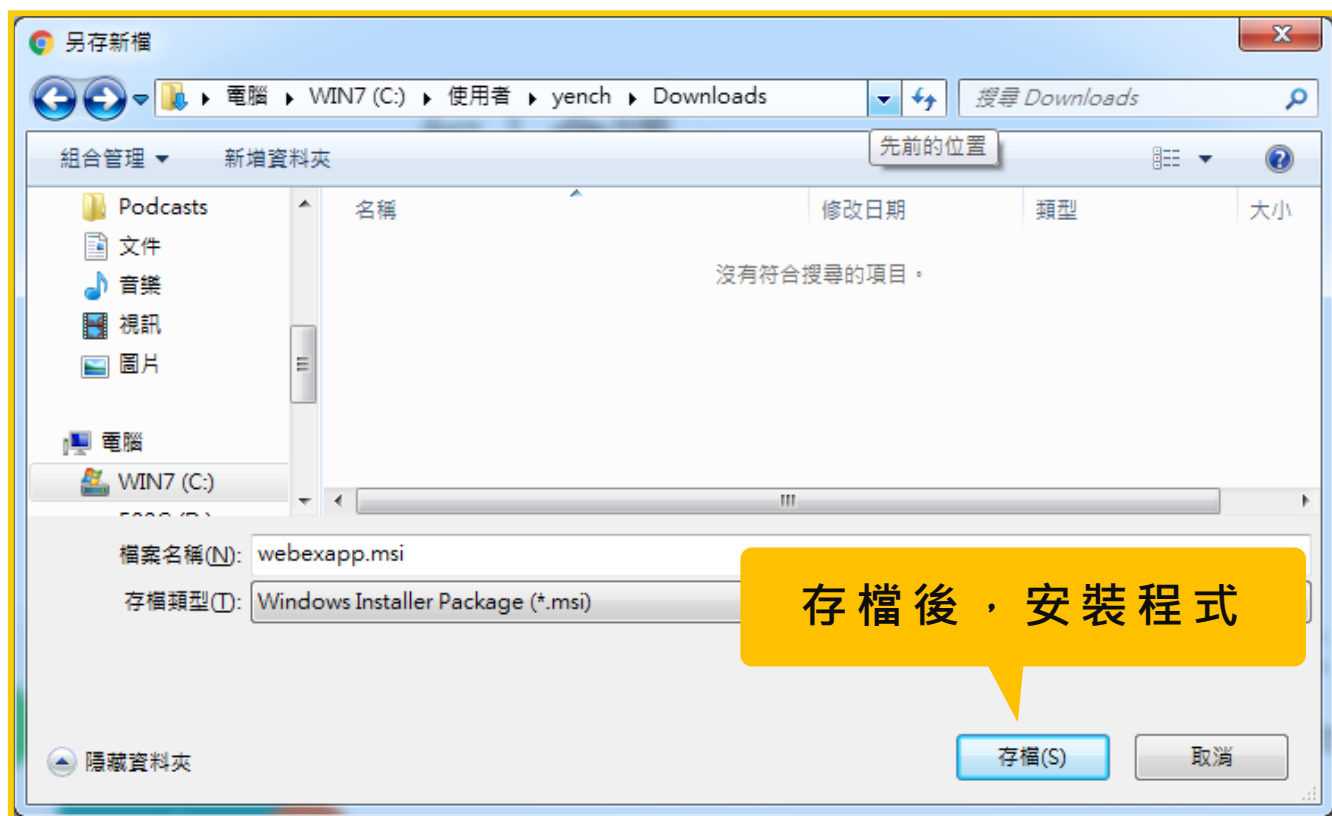 另存新檔
電腦 ▸ WIN7 (C:) ▸ 使用者 ▸ yench ▸ Downloads
搜尋 Downloads
先前的位置
組合管理 ▼ 新增資料夾
Podcasts
文件
音樂
視訊
圖片
電腦
WIN7 (C:)
名稱 修改日期 類型 大小
沒有符合搜尋的項目。
檔案名稱(N): webexapp.msi
存檔類型(T): Windows Installer Package (*.msi)
存檔後，安裝程式
隱藏資料夾
存檔(S) 取消